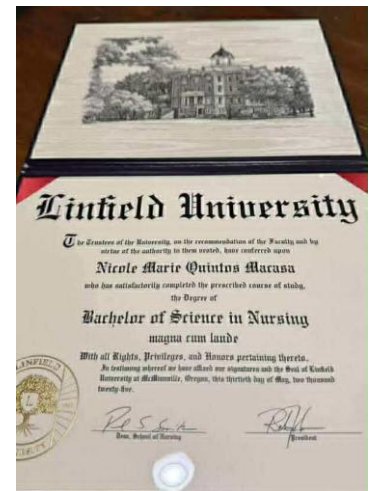 Linfield University
The Trustees of the University, on the recommendation of the Faculty and by
virtue of the authority in them vested, have conferred upon
Nicole Marie Quintos Macasa
who has satisfactorily completed the prescribed course of study,
the Degree of
Bachelor of Science in Nursing
magna cum laude
With all Rights, Privileges, and Honors pertaining thereto.
In testimony whereof we have affixed our signatures and the Seal of Linfield
University at McMinnville, Oregon, this thirtieth day of May, two thousand
twenty-five.
LINFIELD
Dean, School of Nursing
President